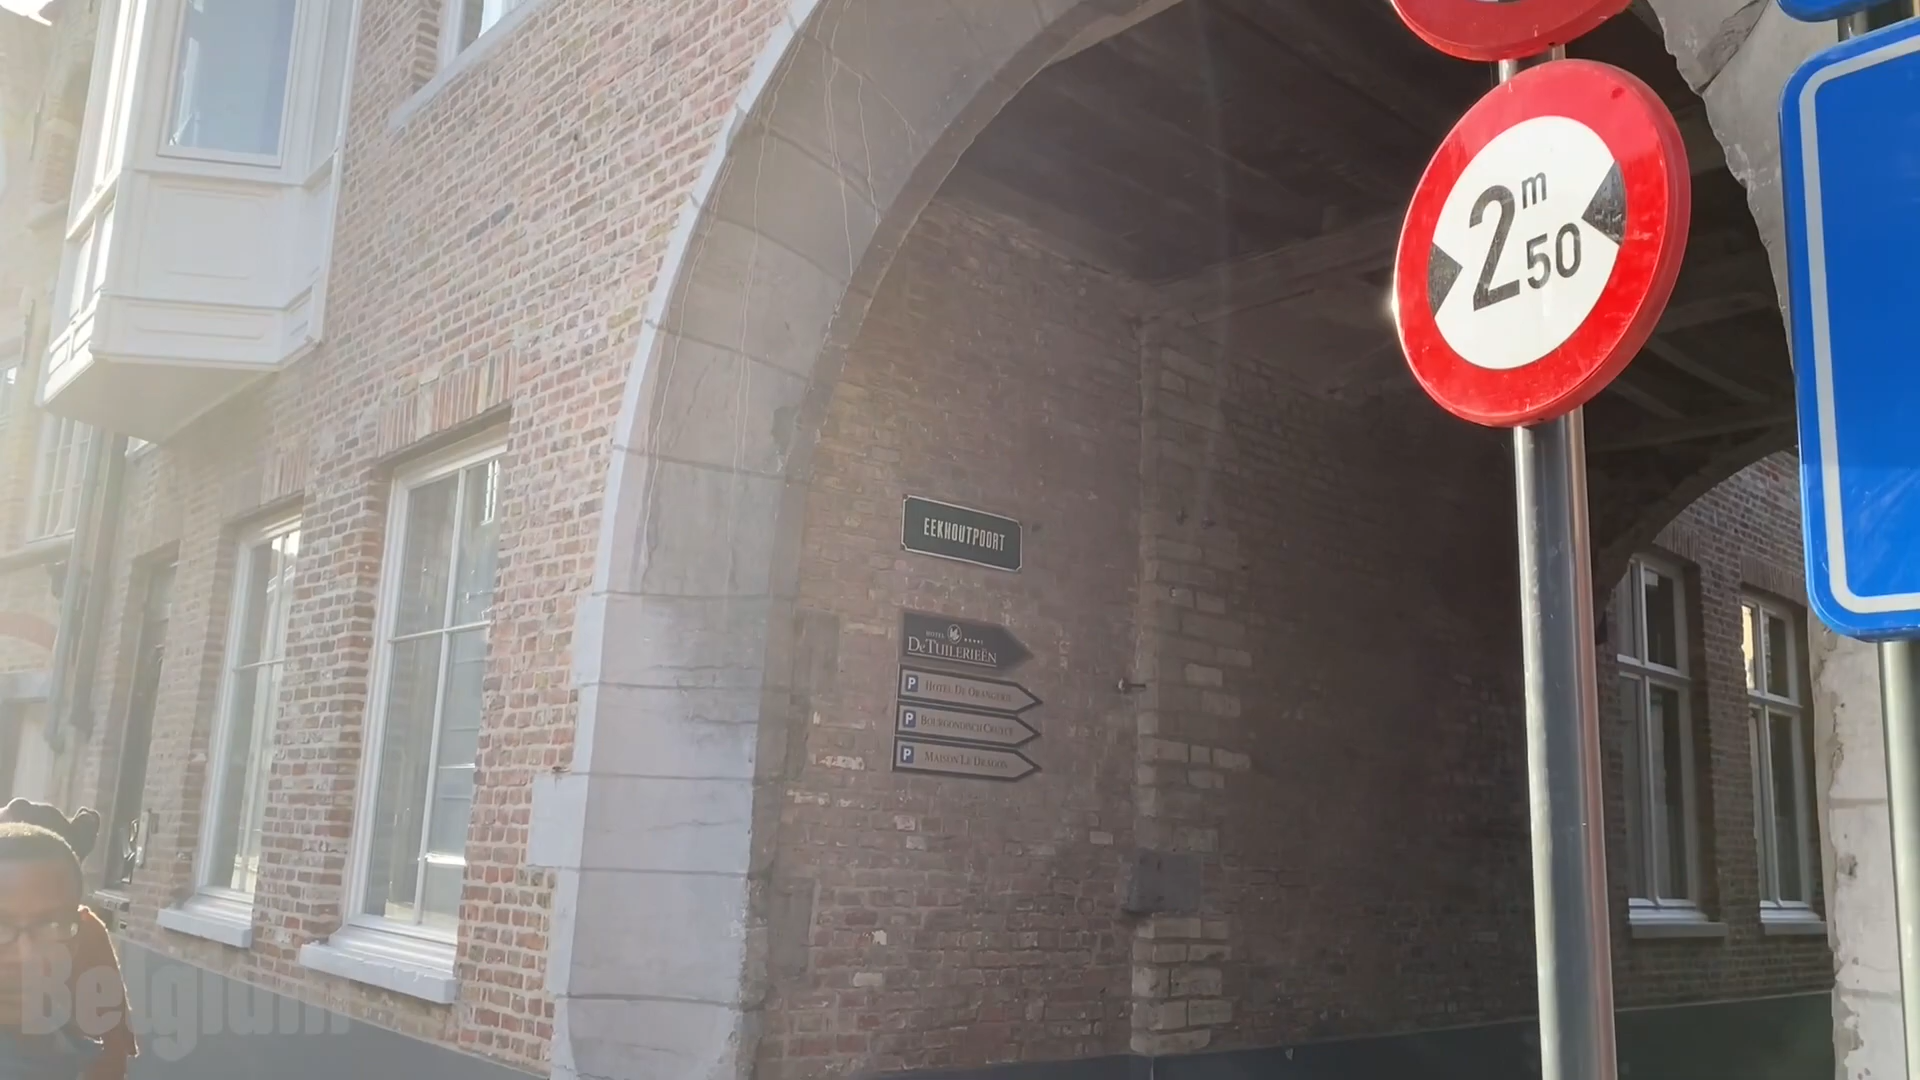 2m50
EEKHOUTPOORT
HOTEL
DE TUILERIEËN
P HOTEL DE ORANGERIE
P BOURGONDISCH CRUYCE
P MAISON LE DRAGON
Belgium